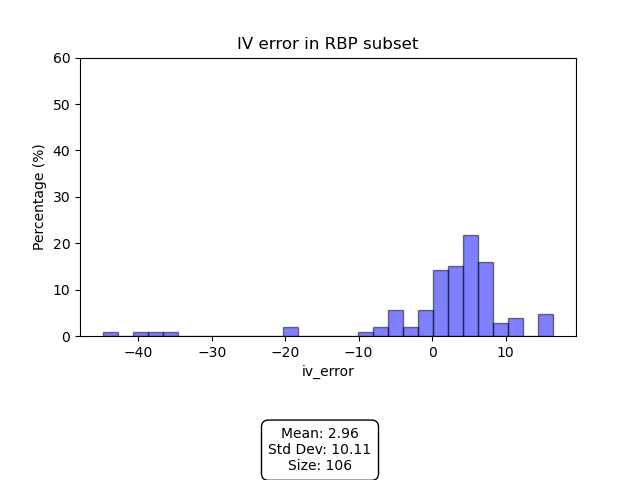 IV error in RBP subset
60
50
40
30
20
10
0
Percentage (%)
−40
−30
−20
−10
0
10
iv_error
Mean: 2.96
Std Dev: 10.11
Size: 106